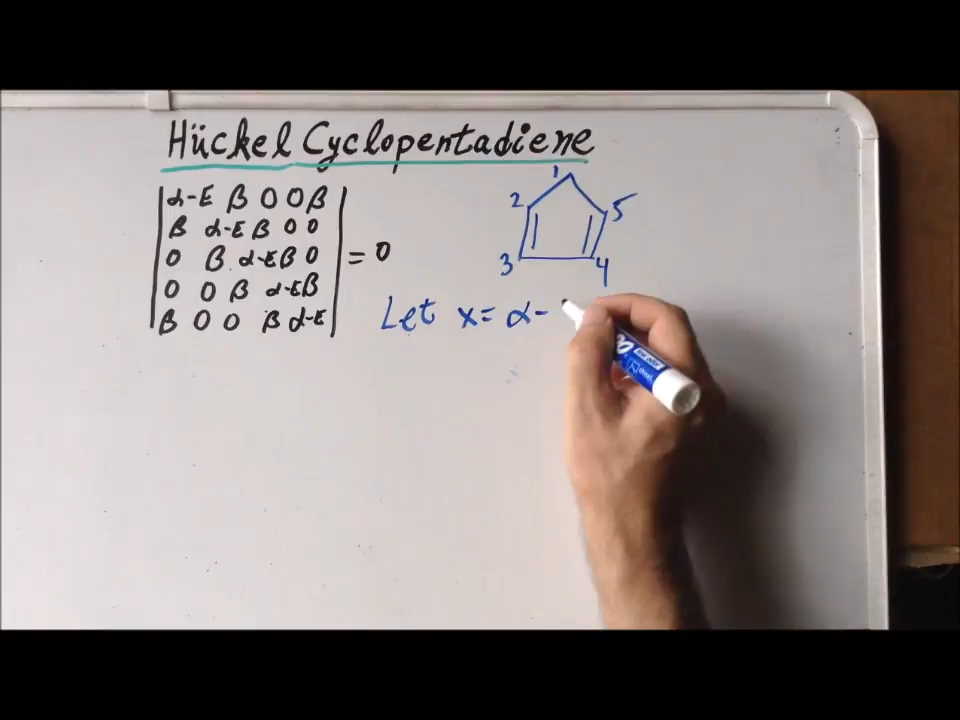 Hückel Cyclopentadiene
α-E β 0 0 β
β α-E β 0 0
0 β α-E β 0 = 0
0 0 β α-E β
β 0 0 β α-E
1
2 5
3 4
Let x = α-